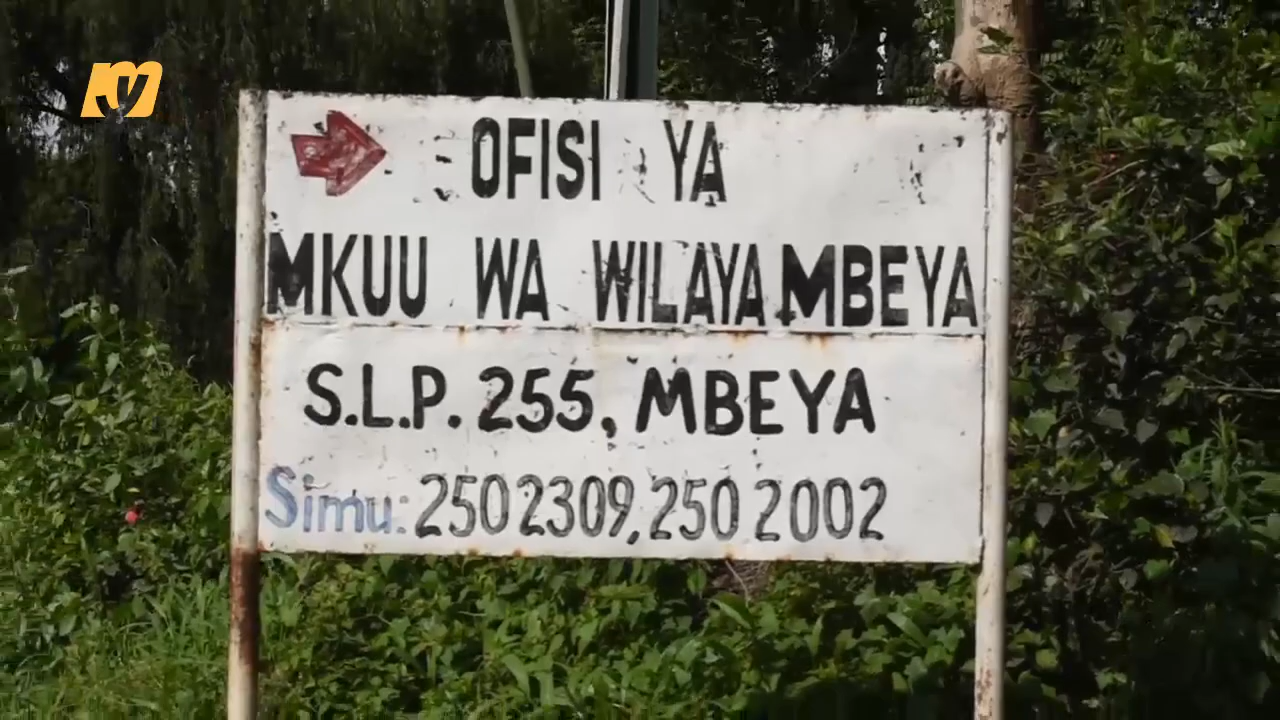 OFISI YA
MKUU WA WILAYA MBEYA
S.L.P. 255, MBEYA
Simu: 250 2309, 250 2002